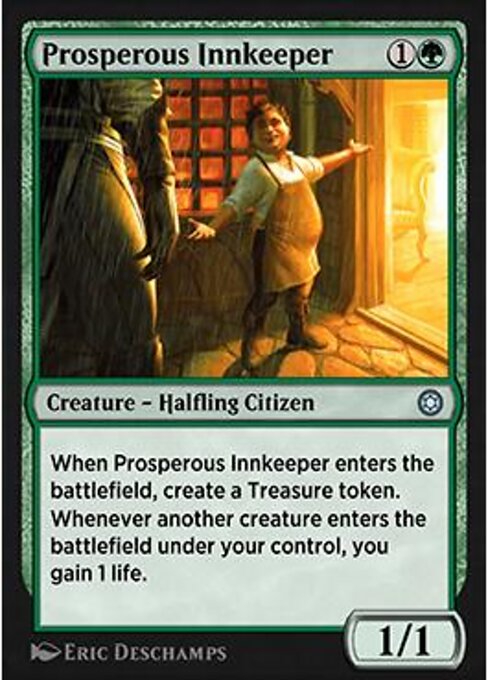 Prosperous Innkeeper 1
Creature – Halfling Citizen
When Prosperous Innkeeper enters the
battlefield, create a Treasure token.
Whenever another creature enters the
battlefield under your control, you
gain 1 life.
1/1
Eric Deschamps